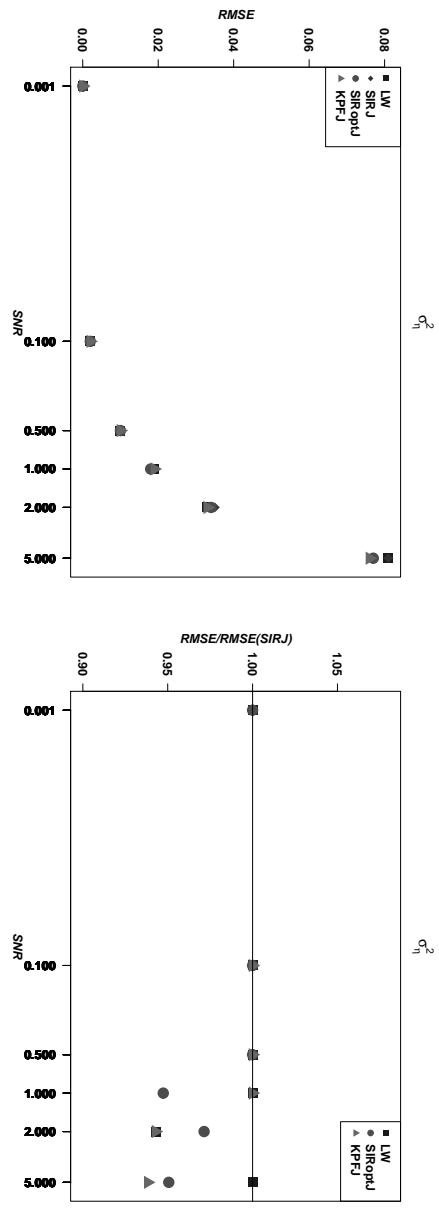 σ²η
RMSE
0.00
0.02
0.04
0.06
0.08
LW
SIRJ
SIRoptJ
KPFJ
0.001
0.100
0.500
1.000
2.000
5.000
SNR
σ²η
RMSE/RMSE(SIRJ)
0.90
0.95
1.00
1.05
LW
SIRoptJ
KPFJ
0.001
0.100
0.500
1.000
2.000
5.000
SNR